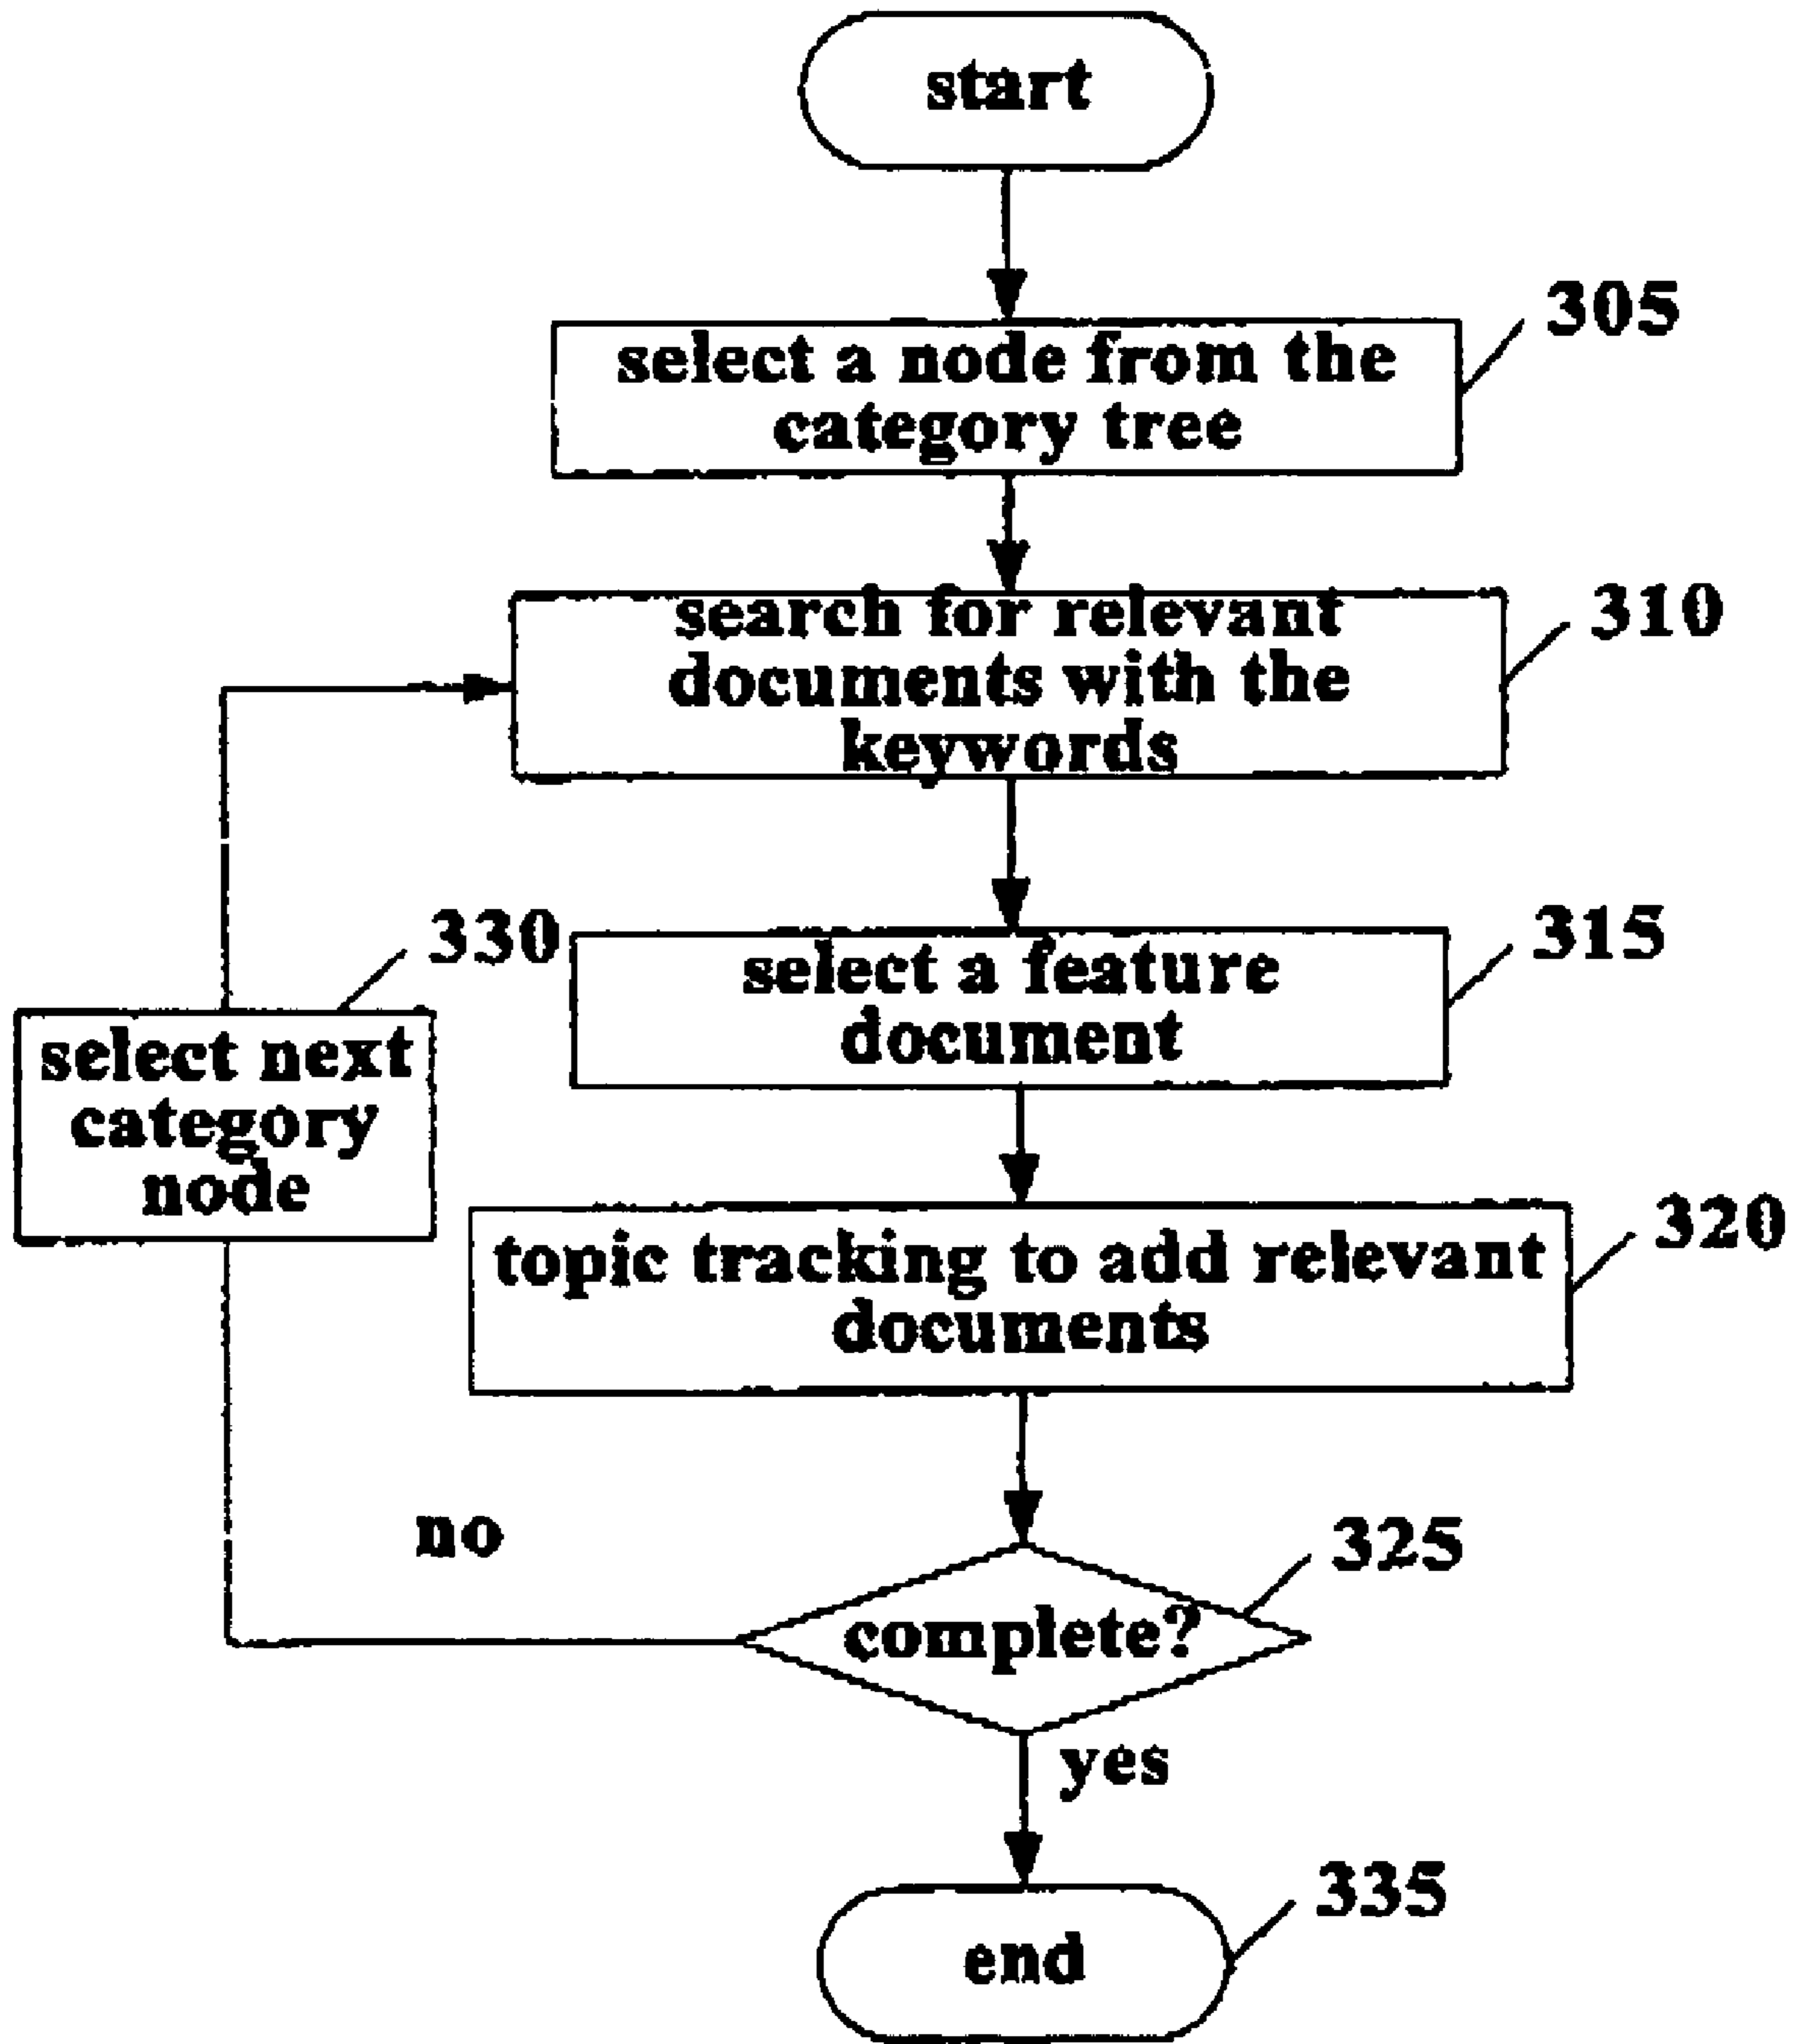 start
305
select a node from the
category tree
310
search for relevant
documents with the
keywords
315
select a feature
document
330
select next
category
node
320
topic tracking to add relevant
documents
no
325
complete?
yes
335
end